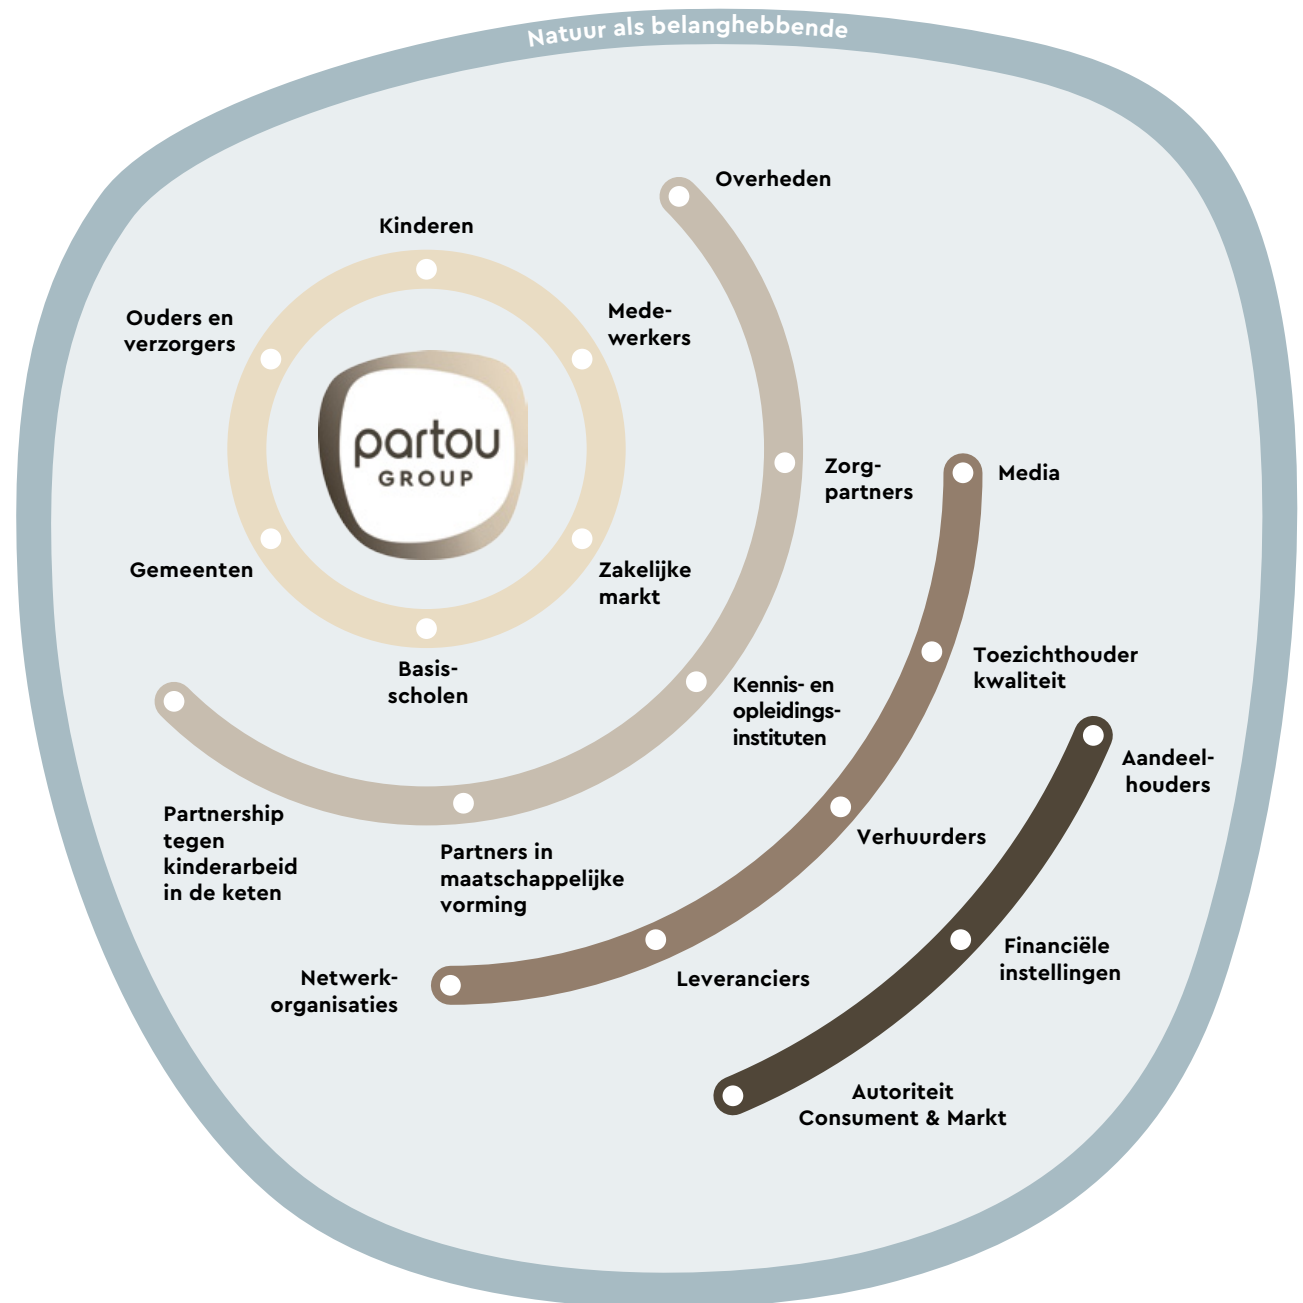 Natuur als belanghebbende
Overheden
Kinderen
Mede-
werkers
Ouders en
verzorgers
partou
GROUP
Zorg-
partners
Media
Gemeenten
Zakelijke
markt
Basis-
scholen
Toezichthouder
kwaliteit
Kennis- en
opleidings-
instituten
Aandeel-
houders
Partnership
tegen
kinderarbeid
in de keten
Partners in
maatschappelijke
vorming
Verhuurders
Financiële
instellingen
Netwerk-
organisaties
Leveranciers
Autoriteit
Consument & Markt